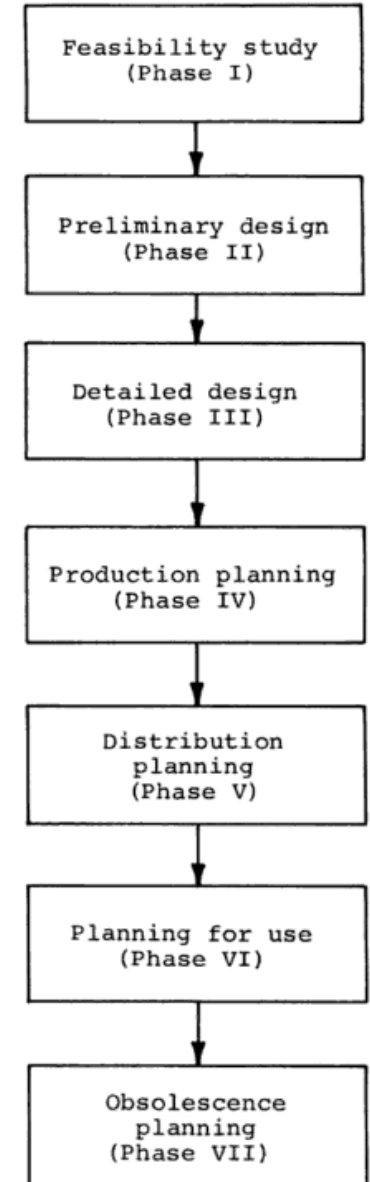 Feasibility study
(Phase I)
Preliminary design
(Phase II)
Detailed design
(Phase III)
Production planning
(Phase IV)
Distribution
planning
(Phase V)
Planning for use
(Phase VI)
Obsolescence
planning
(Phase VII)